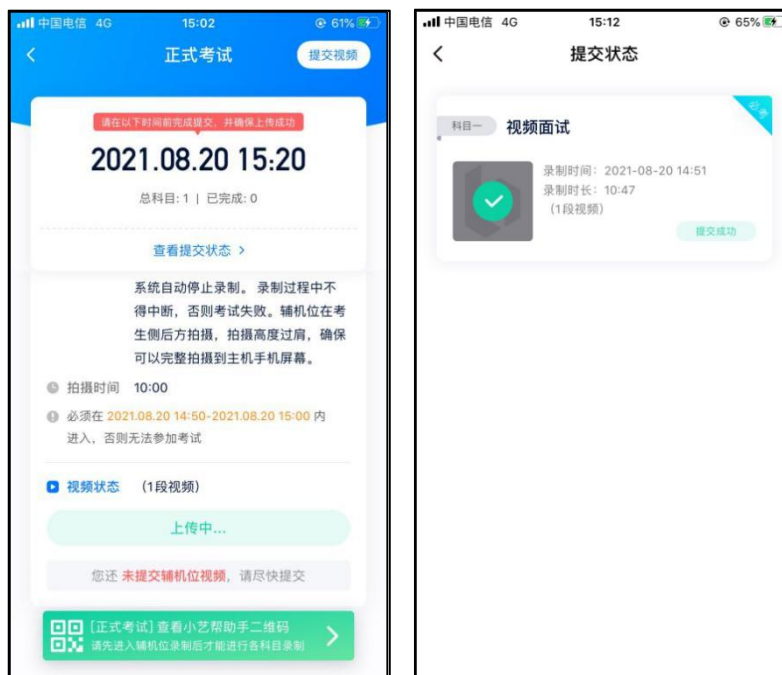 中国电信 4G 15:02 61%
正式考试 提交视频
请在以下时间前完成提交，并确保上传成功
2021.08.20 15:20
总科目: 1 | 已完成: 0
查看提交状态 >
系统自动停止录制。 录制过程中不
得中断，否则考试失败。辅机位在考
生侧后方拍摄，拍摄高度过肩，确保
可以完整拍摄到主机手机屏幕。
拍摄时间 10:00
必须在 2021.08.20 14:50-2021.08.20 15:00 内
进入，否则无法参加考试
视频状态 (1段视频)
上传中...
您还 未提交辅机位视频，请尽快提交
[正式考试] 查看小艺帮助手二维码
请先进入辅机位录制后才能进行各科目录制
中国电信 4G 15:12 65%
提交状态
必考
科目一 视频面试
录制时间：2021-08-20 14:51
录制时长：10:47
(1段视频)
提交成功